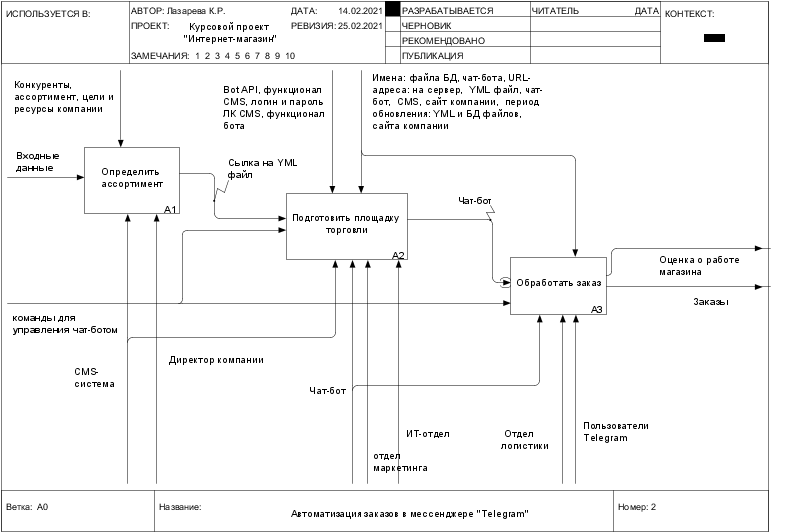 ИСПОЛЬЗУЕТСЯ В:
АВТОР: Лазарева К.Р.
ДАТА: 14.02.2021
ПРОЕКТ: Курсовой проект
"Интернет-магазин"
РЕВИЗИЯ: 25.02.2021
ЗАМЕЧАНИЯ: 1 2 3 4 5 6 7 8 9 10
РАЗРАБАТЫВАЕТСЯ
ЧЕРНОВИК
РЕКОМЕНДОВАНО
ПУБЛИКАЦИЯ
ЧИТАТЕЛЬ ДАТА
КОНТЕКСТ:
Конкуренты,
ассортимент, цели и
ресурсы компании
Bot API, функционал
CMS, логин и пароль
ЛК CMS, функционал
бота
Имена: файла БД, чат-бота, URL-
адреса: на сервер, YML файл, чат-
бот, CMS, сайт компании, период
обновления: YML и БД файлов,
сайта компании
Входные
данные
Определить
ассортимент
A1
Сылка на YML
файл
Подготовить площадку
торговли
A2
Чат-бот
Обработать заказ
A3
Оценка о работе
магазина
Заказы
команды для
управления чат-ботом
CMS-
система
Директор компании
Чат-бот
ИТ-отдел
отдел
маркетинга
Отдел
логистики
Пользователи
Telegram
Ветка: A0
Название:
Автоматизация заказов в мессенджере "Telegram"
Номер: 2